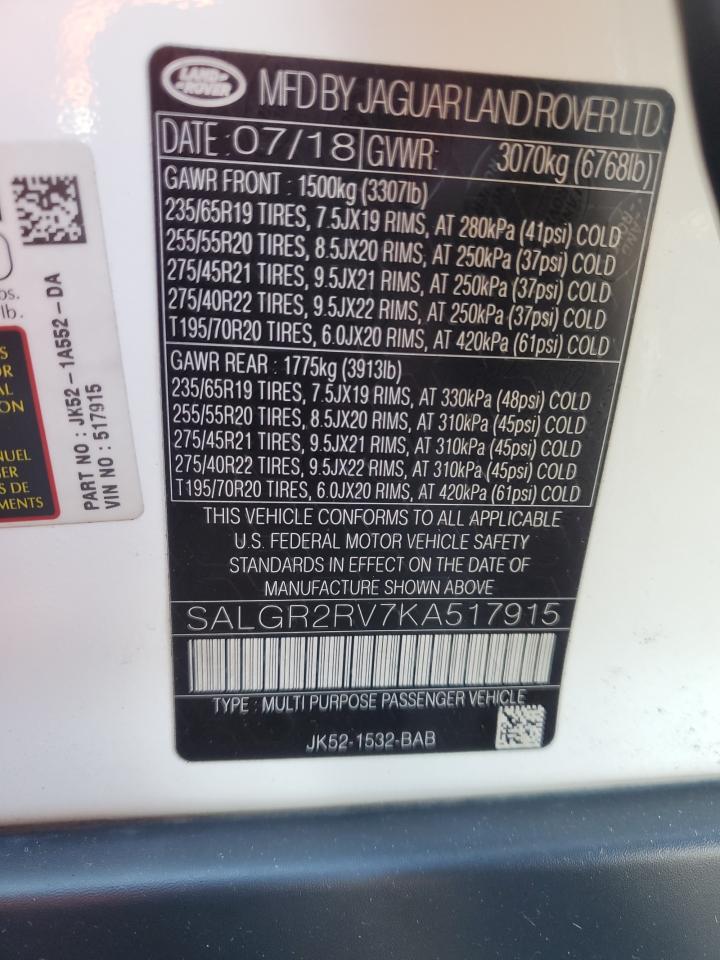 LAND
ROVER
MFD BY JAGUAR LAND ROVER LTD
DATE : 07/18 GVWR: 3070kg (6768lb)
GAWR FRONT : 1500kg (3307lb)
235/65R19 TIRES, 7.5JX19 RIMS, AT 280kPa (41psi) COLD
255/55R20 TIRES, 8.5JX20 RIMS, AT 250kPa (37psi) COLD
275/45R21 TIRES, 9.5JX21 RIMS, AT 250kPa (37psi) COLD
275/40R22 TIRES, 9.5JX22 RIMS, AT 250kPa (37psi) COLD
T195/70R20 TIRES, 6.0JX20 RIMS, AT 420kPa (61psi) COLD
GAWR REAR : 1775kg (3913lb)
235/65R19 TIRES, 7.5JX19 RIMS, AT 330kPa (48psi) COLD
255/55R20 TIRES, 8.5JX20 RIMS, AT 310kPa (45psi) COLD
275/45R21 TIRES, 9.5JX21 RIMS, AT 310kPa (45psi) COLD
275/40R22 TIRES, 9.5JX22 RIMS, AT 310kPa (45psi) COLD
T195/70R20 TIRES, 6.0JX20 RIMS, AT 420kPa (61psi) COLD
THIS VEHICLE CONFORMS TO ALL APPLICABLE
U.S. FEDERAL MOTOR VEHICLE SAFETY
STANDARDS IN EFFECT ON THE DATE OF
MANUFACTURE SHOWN ABOVE
SALGR2RV7KA517915
TYPE : MULTI PURPOSE PASSENGER VEHICLE
JK52-1532-BAB
PART NO : JK52-1A552-DA
VIN NO : 517915
lb.
DE